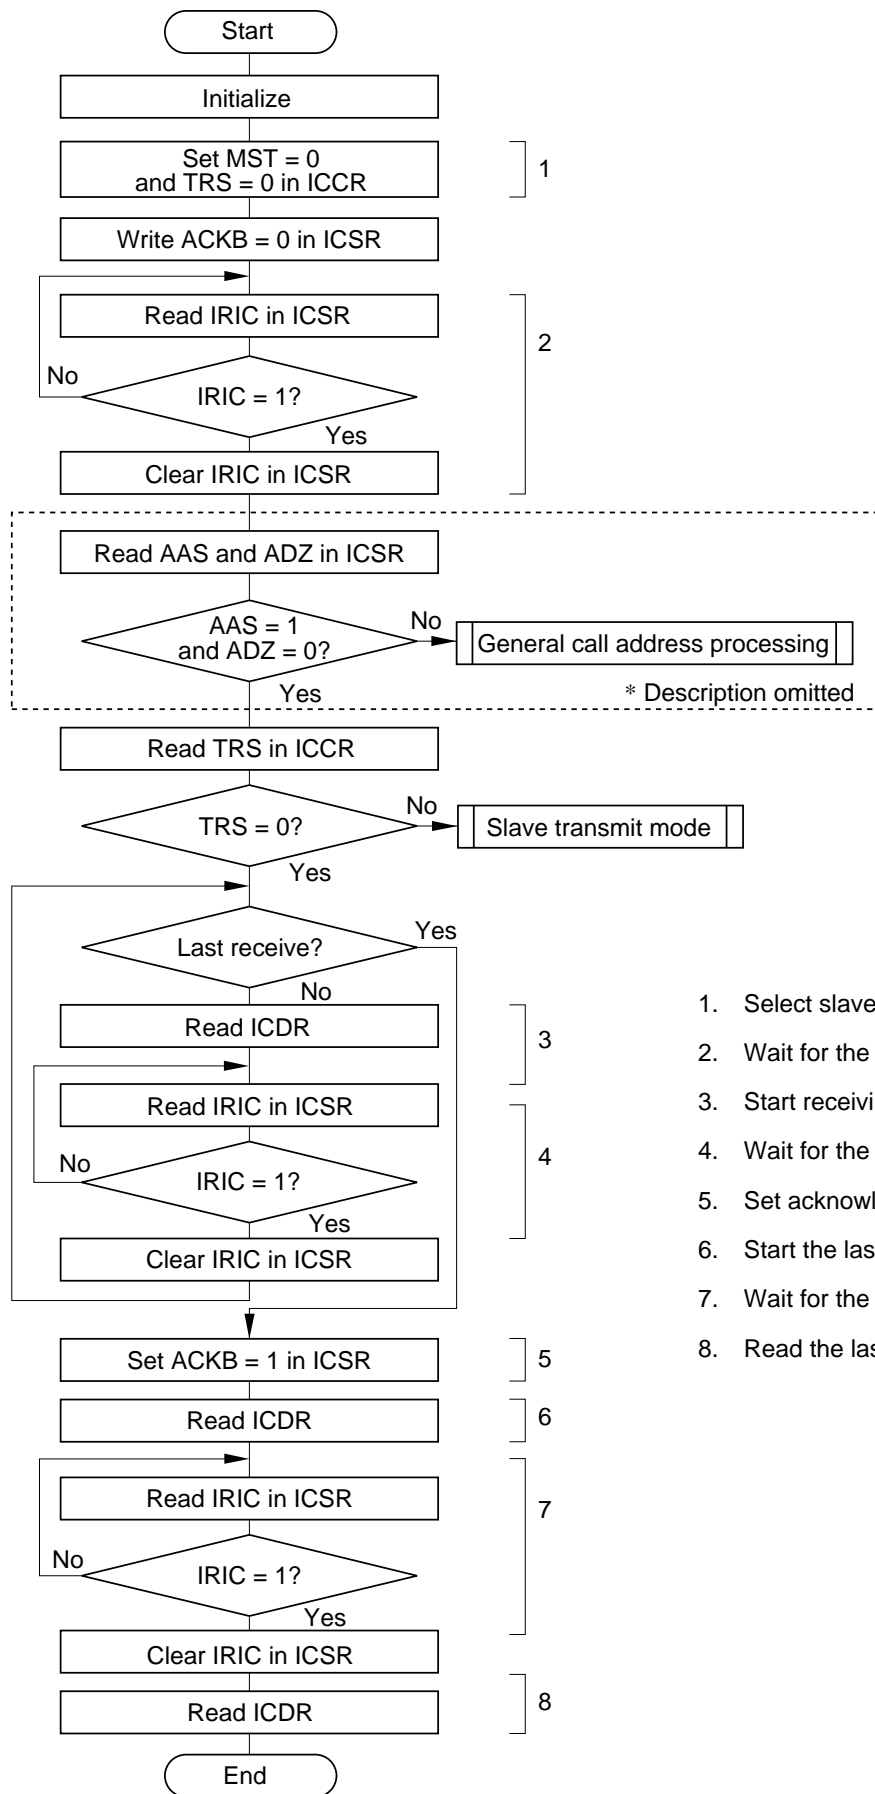 Start
Initialize
Set MST = 0
and TRS = 0 in ICCR
1
Write ACKB = 0 in ICSR
Read IRIC in ICSR
2
No
IRIC = 1?
Yes
Clear IRIC in ICSR
Read AAS and ADZ in ICSR
AAS = 1
and ADZ = 0?
No
General call address processing
Yes
* Description omitted
Read TRS in ICCR
TRS = 0?
No
Slave transmit mode
Yes
Last receive?
Yes
No
Read ICDR
3
Read IRIC in ICSR
4
No
IRIC = 1?
Yes
Clear IRIC in ICSR
Set ACKB = 1 in ICSR
5
Read ICDR
6
Read IRIC in ICSR
7
No
IRIC = 1?
Yes
Clear IRIC in ICSR
Read ICDR
8
End
1. Select slave
2. Wait for the
3. Start
4. Wait for the
5. Set
6. Start the
7. Wait for the
8. Read the